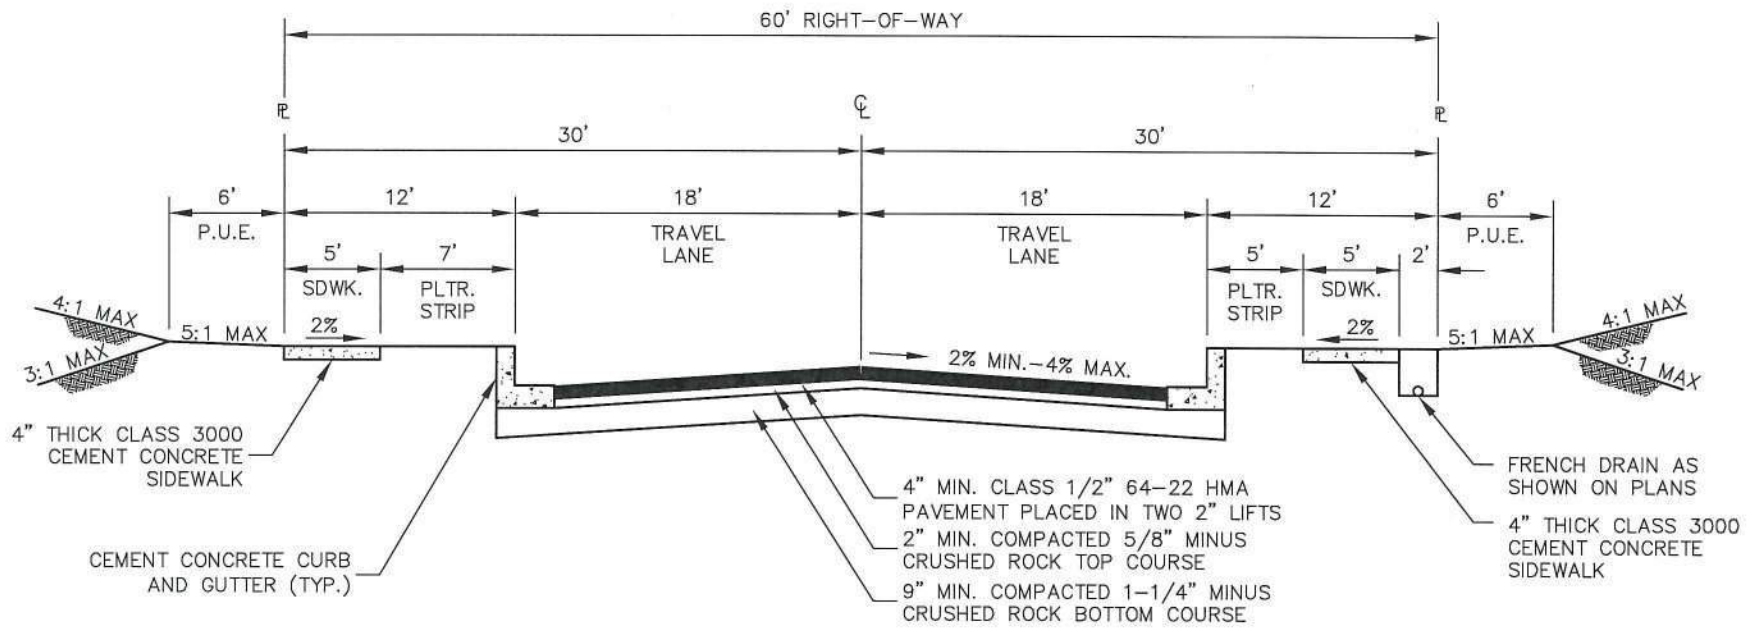 60' RIGHT-OF-WAY
PL
CL
PL
30'
30'
6'
12'
18'
18'
12'
6'
P.U.E.
TRAVEL
LANE
TRAVEL
LANE
P.U.E.
5'
7'
5'
5'
2'
SDWK.
PLTR.
STRIP
PLTR.
STRIP
SDWK.
4:1 MAX
5:1 MAX
3:1 MAX
2%
2% MIN.-4% MAX.
2%
5:1 MAX
4:1 MAX
3:1 MAX
4" THICK CLASS 3000
CEMENT CONCRETE
SIDEWALK
CEMENT CONCRETE CURB
AND GUTTER (TYP.)
4" MIN. CLASS 1/2" 64-22 HMA
PAVEMENT PLACED IN TWO 2" LIFTS
2" MIN. COMPACTED 5/8" MINUS
CRUSHED ROCK TOP COURSE
9" MIN. COMPACTED 1-1/4" MINUS
CRUSHED ROCK BOTTOM COURSE
FRENCH DRAIN AS
SHOWN ON PLANS
4" THICK CLASS 3000
CEMENT CONCRETE
SIDEWALK